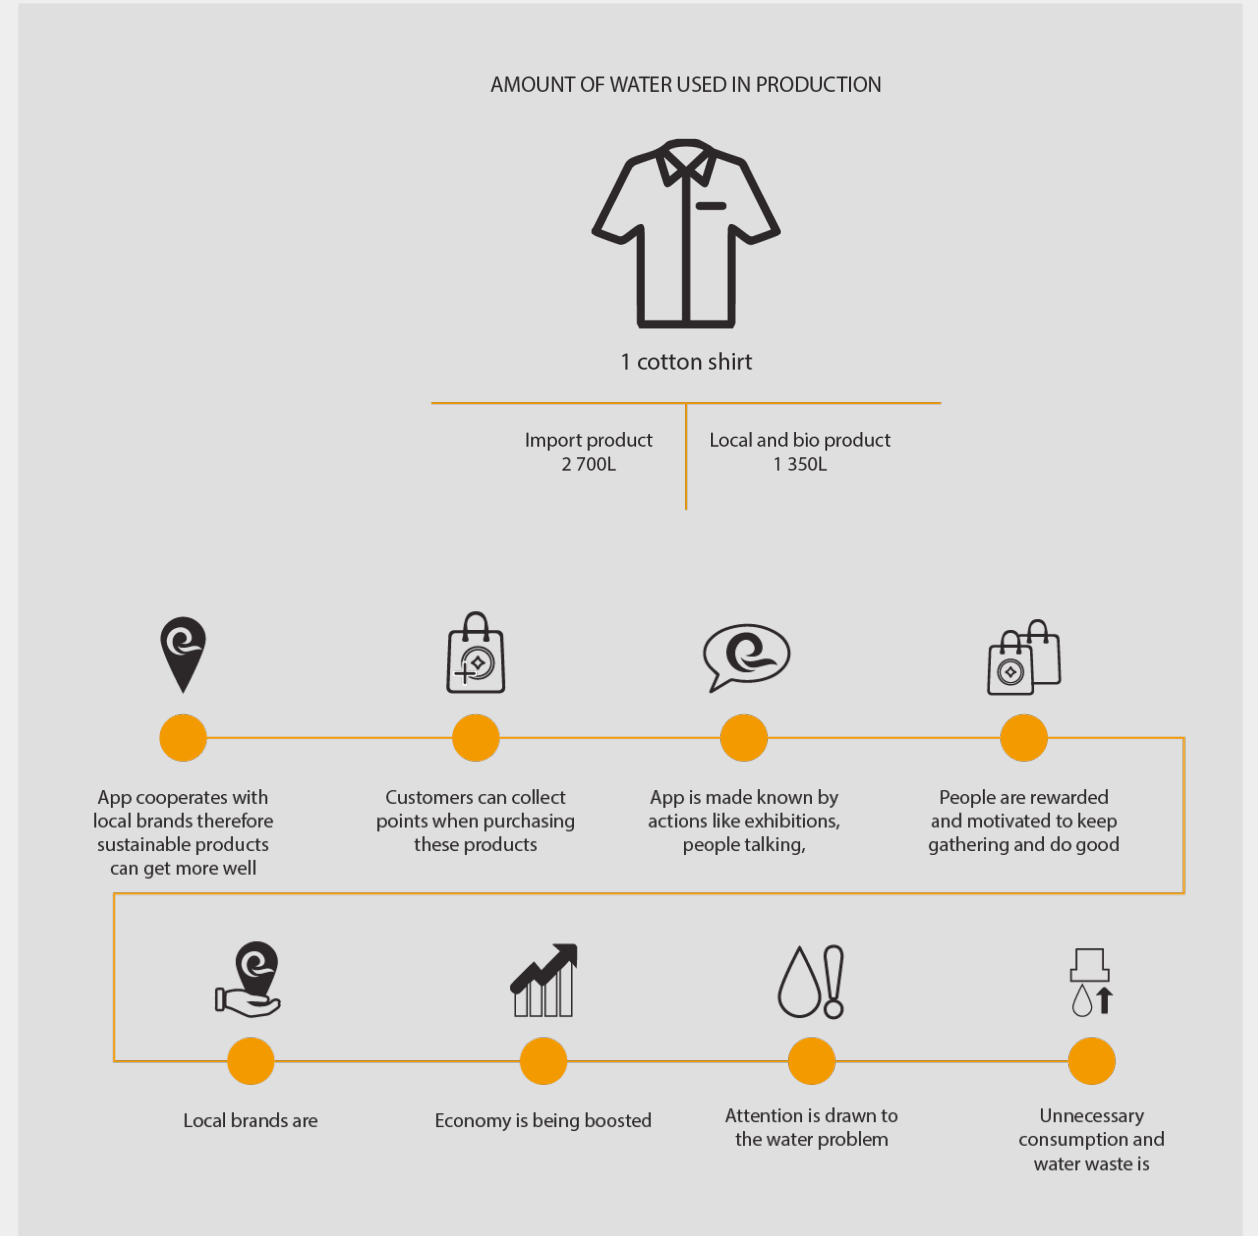 AMOUNT OF WATER USED IN PRODUCTION
1 cotton shirt
Import product
2 700L
Local and bio product
1 350L
App cooperates with
local brands therefore
sustainable products
can get more well
Customers can collect
points when purchasing
these products
App is made known by
actions like exhibitions,
people talking,
People are rewarded
and motivated to keep
gathering and do good
Local brands are
Economy is being boosted
Attention is drawn to
the water problem
Unnecessary
consumption and
water waste is